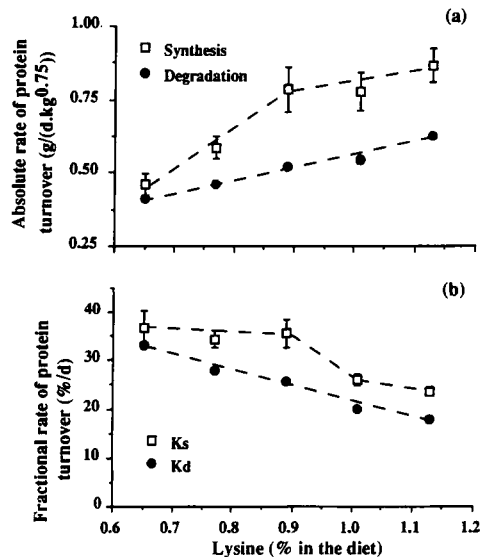 (a)
Absolute rate of protein
turnover (g/(d.kg0.75))
1.00
0.75
0.50
0.25
Synthesis
Degradation
(b)
Fractional rate of protein
turnover (%/d)
40
30
20
10
0
Ks
Kd
0.6 0.7 0.8 0.9 1.0 1.1 1.2
Lysine (% in the diet)